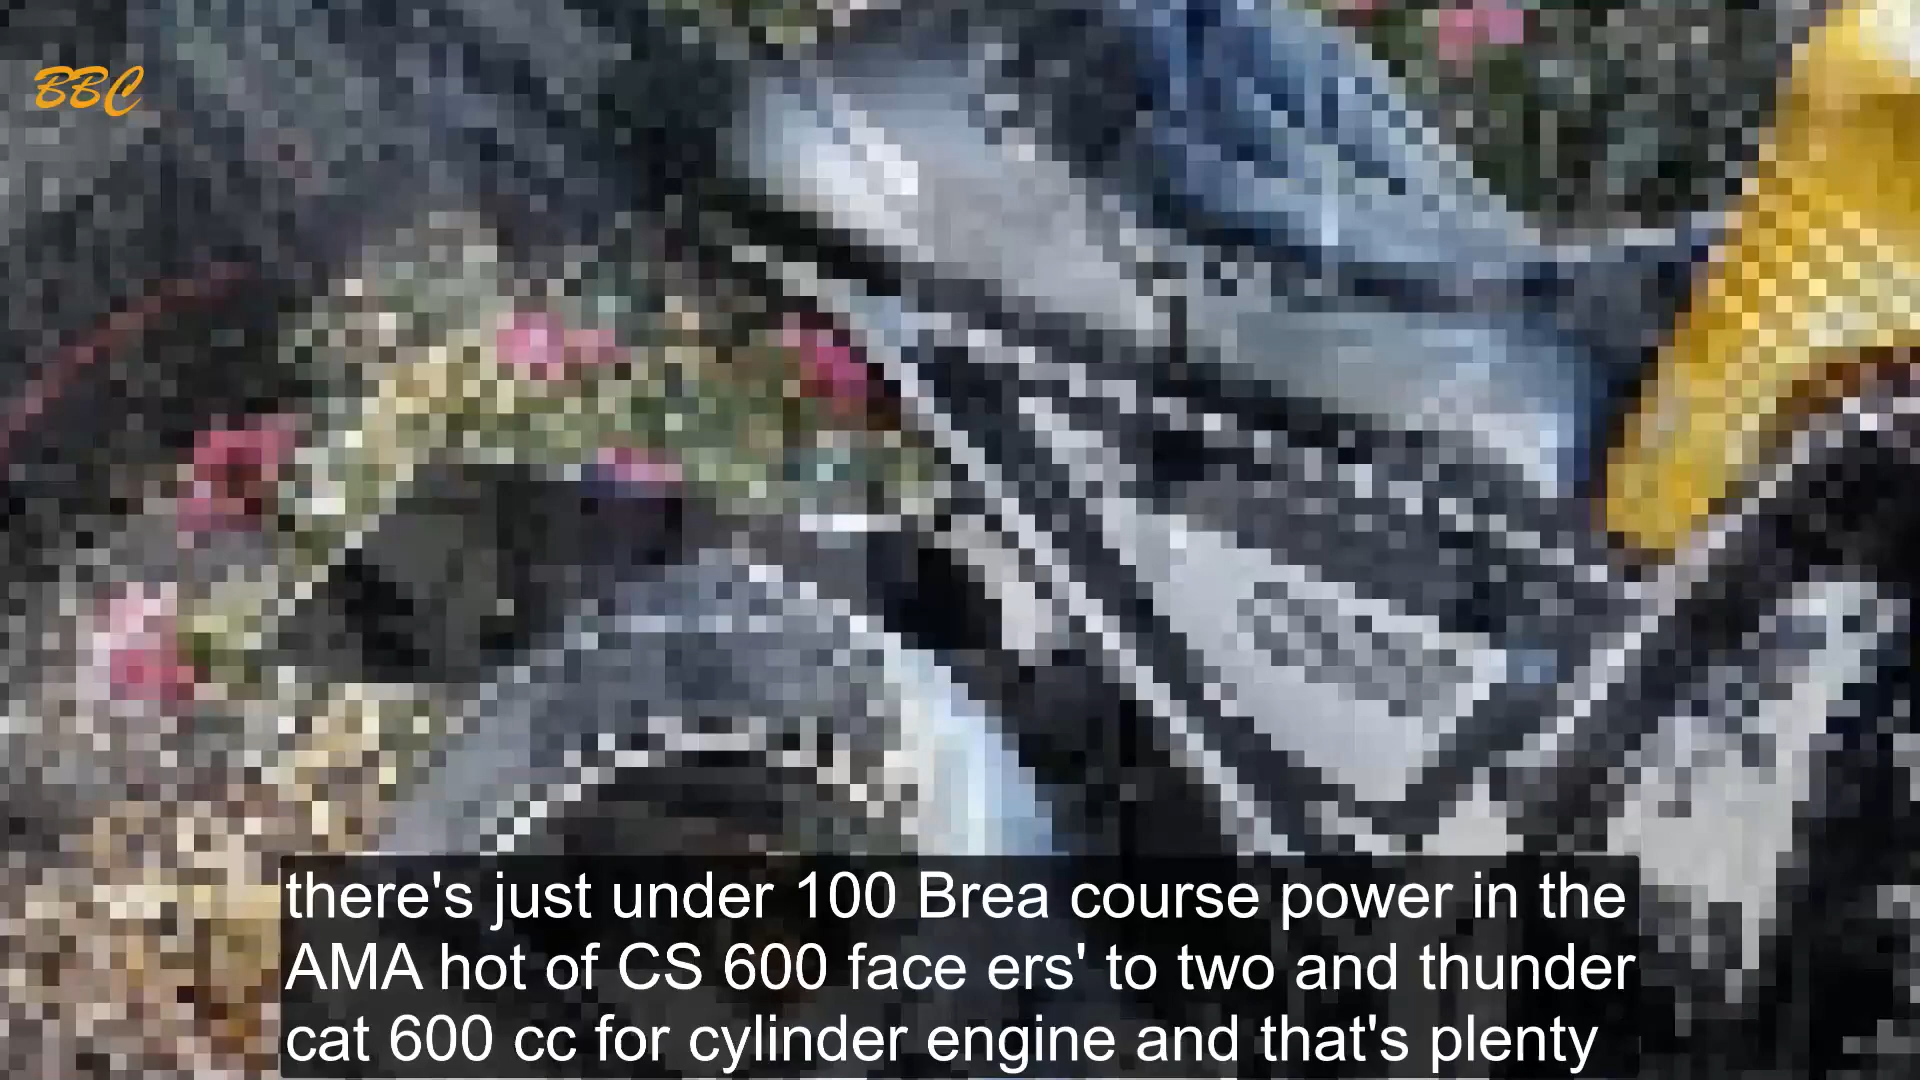 BBC
there's just under 100 Brea course power in the
AMA hot of CS 600 face ers' to two and thunder
cat 600 cc for cylinder engine and that's plenty